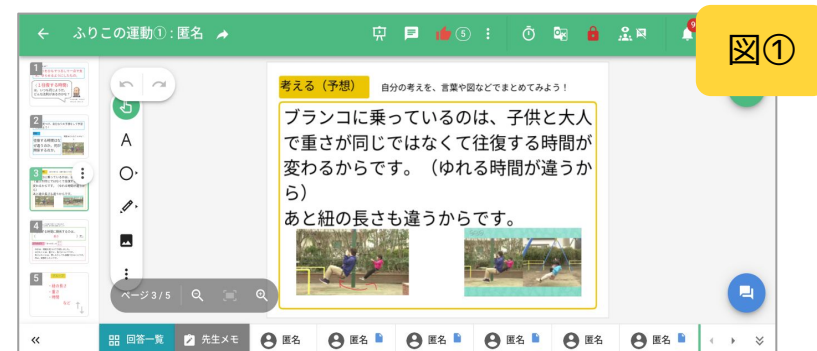 ふりこの運動①:匿名
5
図①
考える(予想)
自分の考えを、言葉や図などでまとめてみよう!
ブランコに乗っているのは、子供と大人
で重さが同じではなくて往復する時間が
変わるからです。(ゆれる時間が違うか
ら)
あと紐の長さも違うからです。
1
2
3
4
5
A
ページ 3 / 5
回答一覧
先生メモ
匿名
匿名
匿名
匿名
匿名
匿名